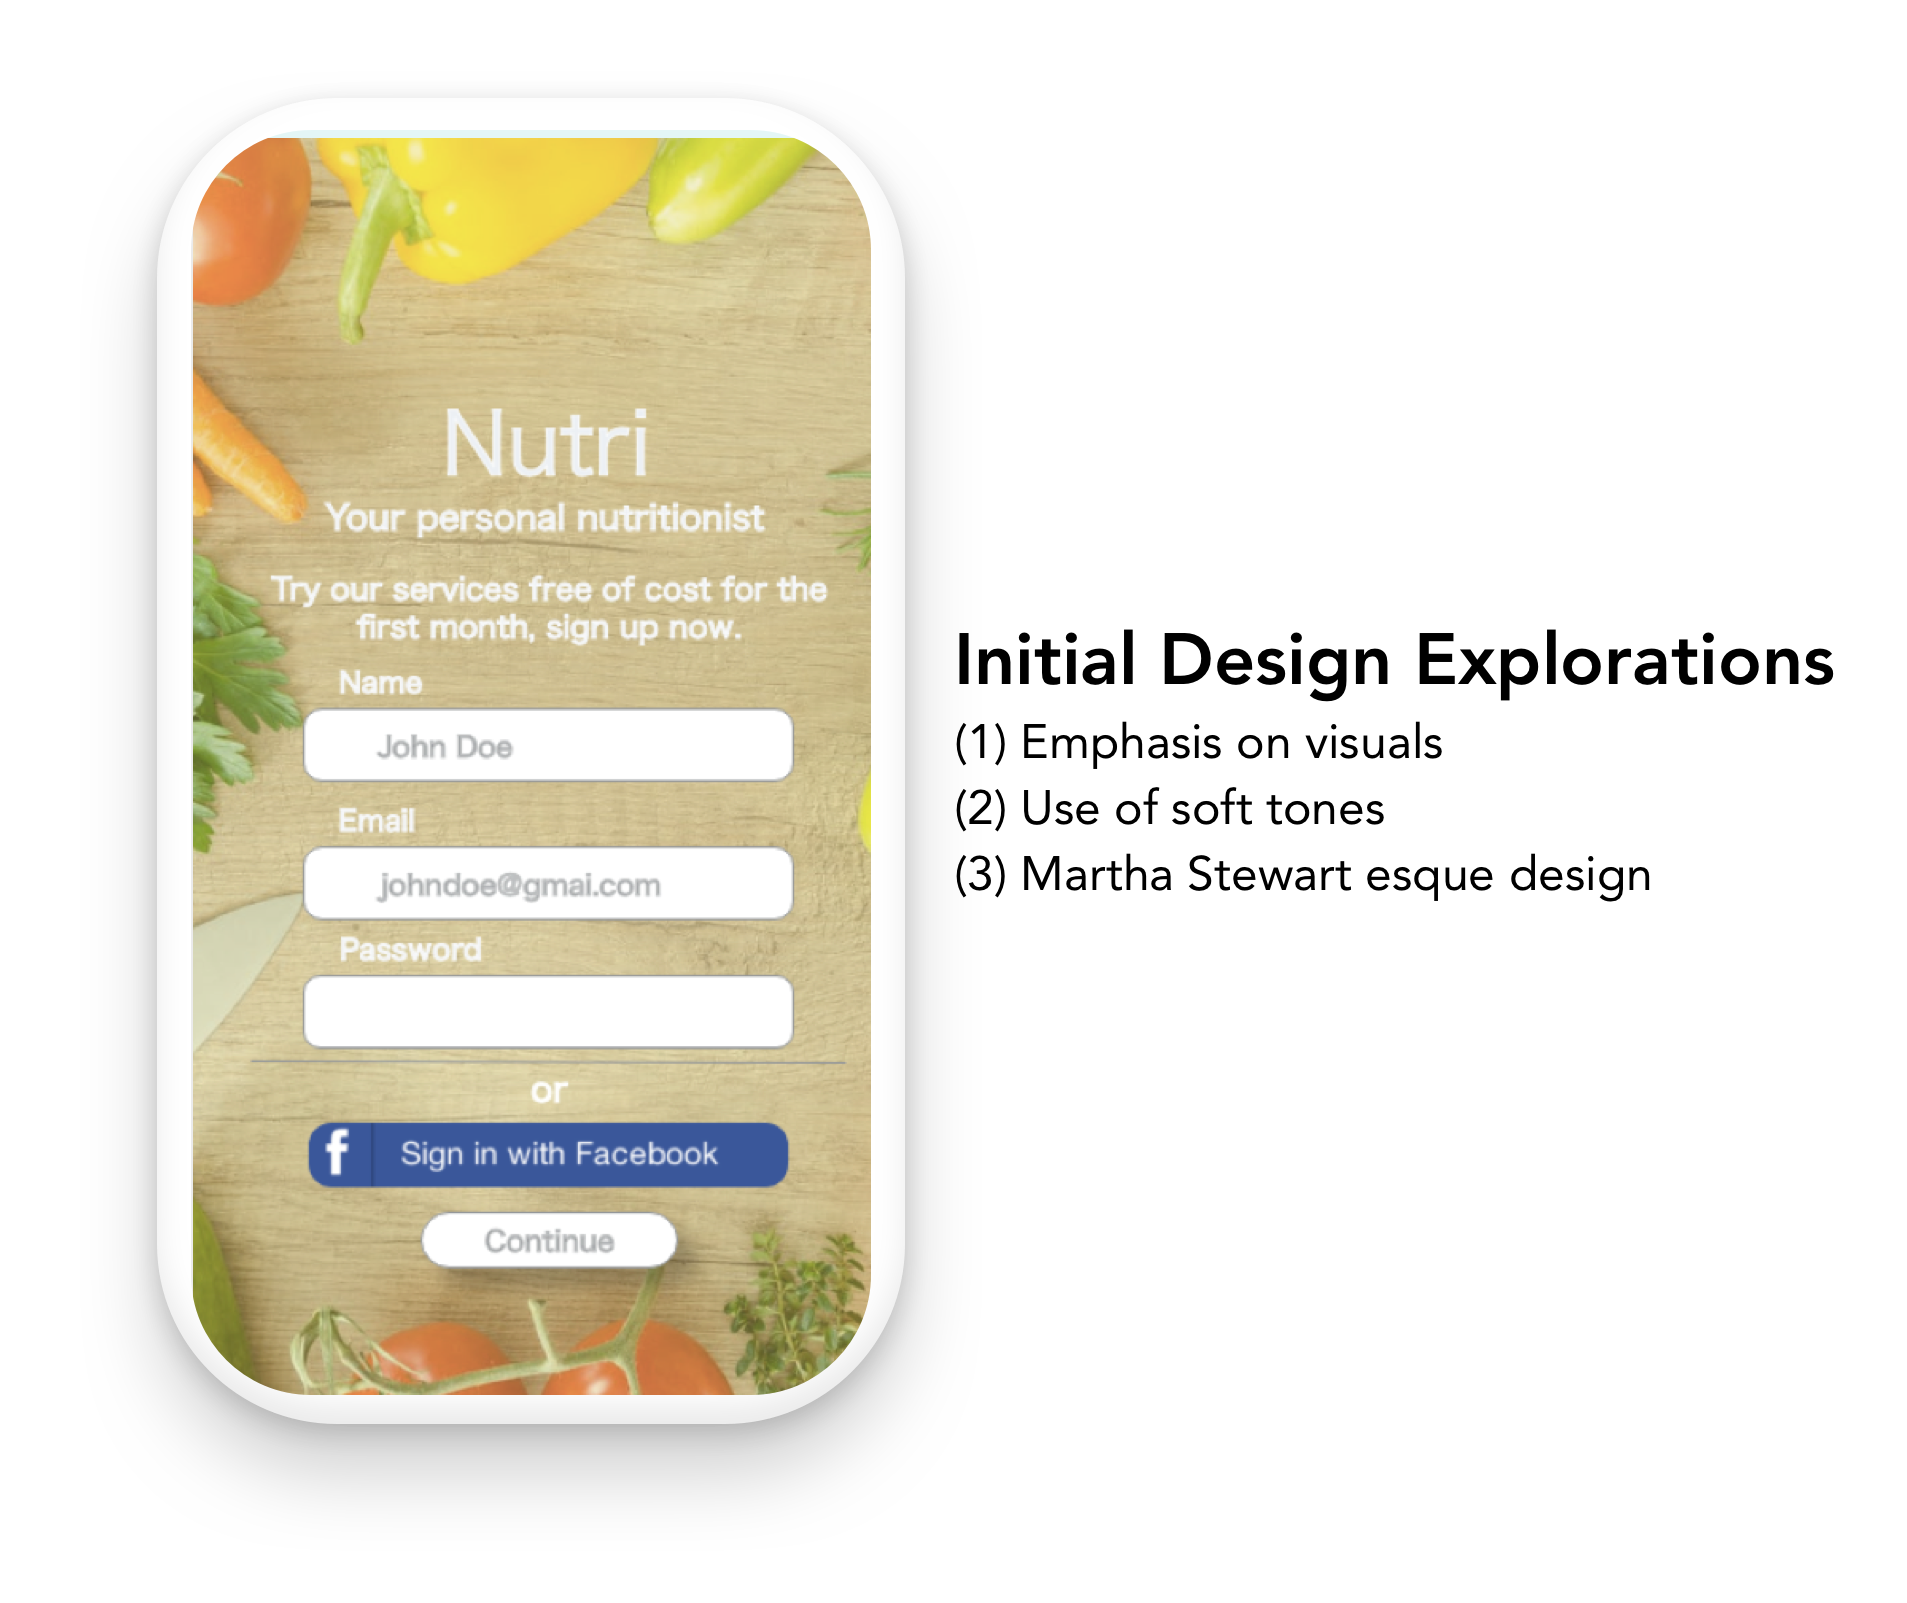 Nutri
Your personal nutritionist
Try our services free of cost for the
first month, sign up now.
Name
John Doe
Email
johndoe@gmai.com
Password
or
f Sign in with Facebook
Continue
Initial Design Explorations
(1) Emphasis on visuals
(2) Use of soft tones
(3) Martha Stewart esque design